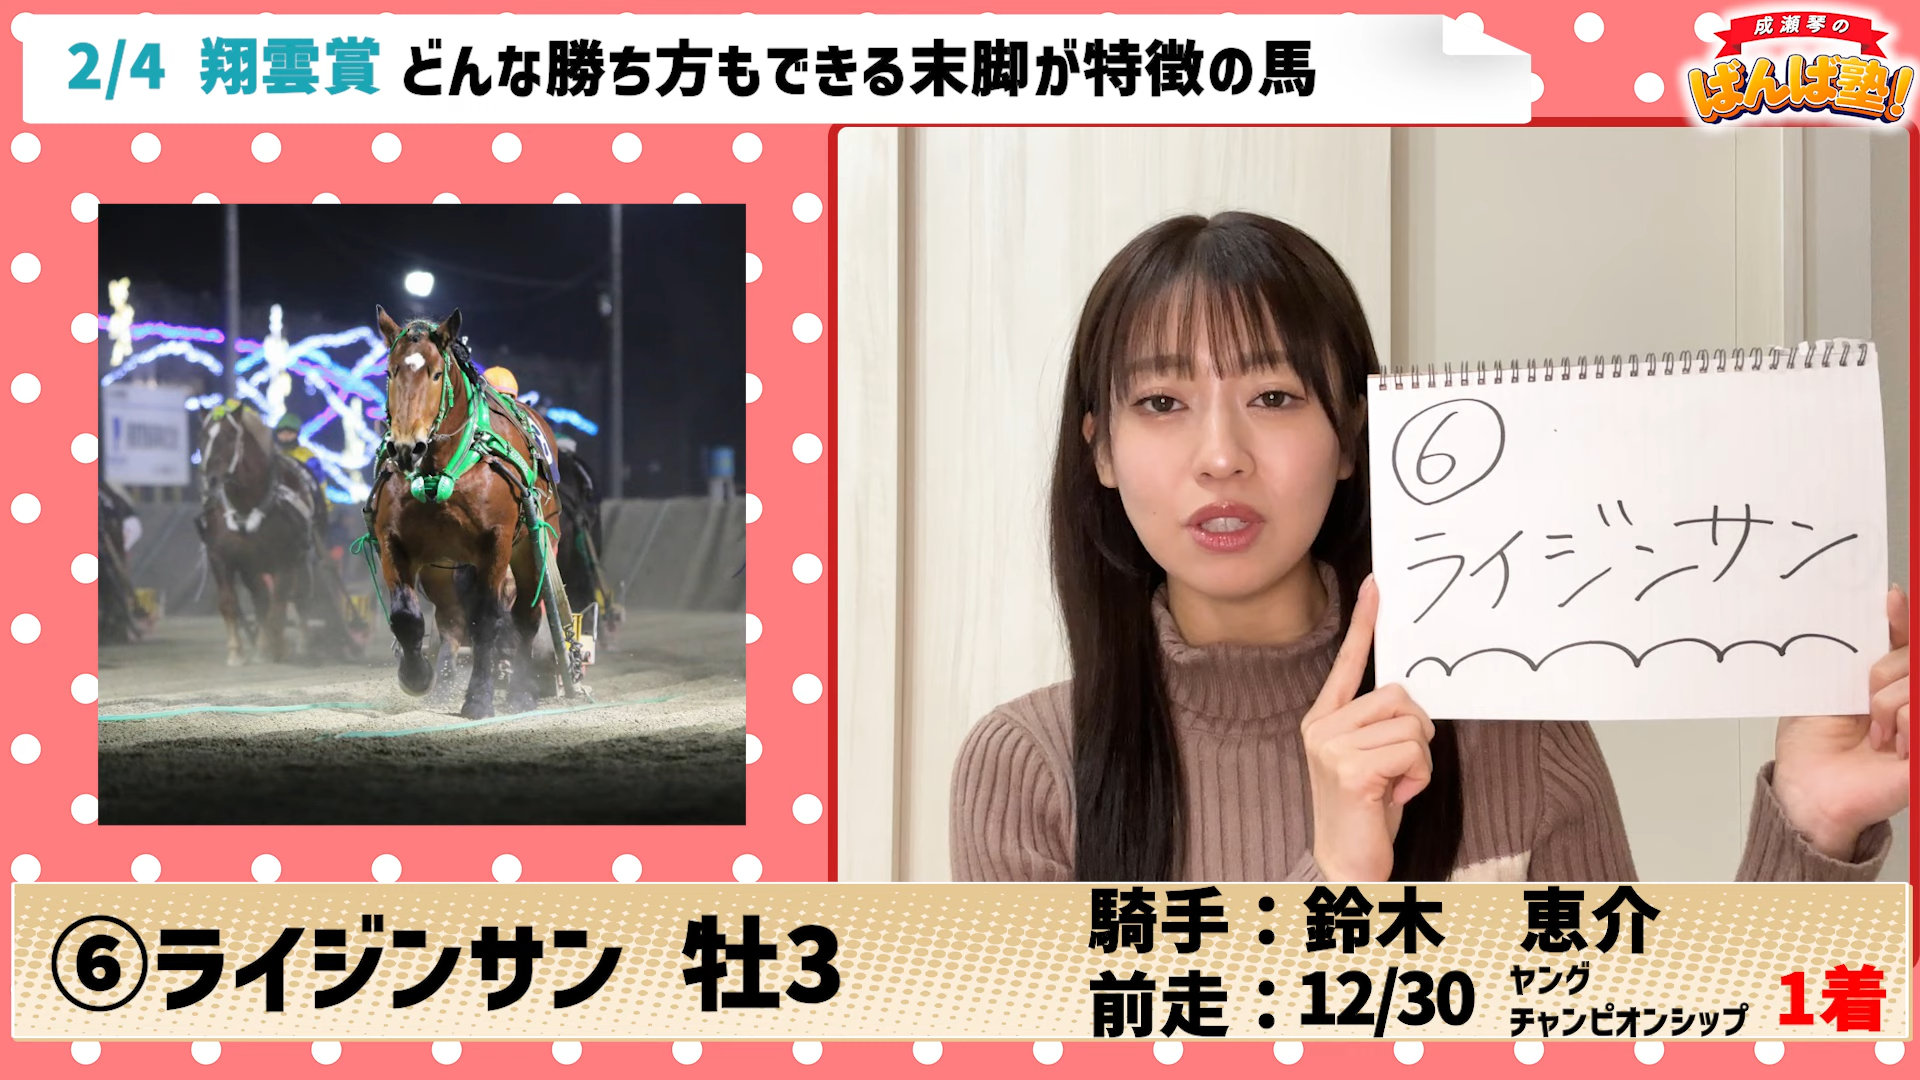 2/4 翔雲賞 どんな勝ち方もできる末脚が特徴の馬
成瀬琴の
ばんば塾!
⑥
ライジンサン
⑥ライジンサン 牡3
騎手：鈴木 恵介
前走：12/30 ヤング
チャンピオンシップ 1着